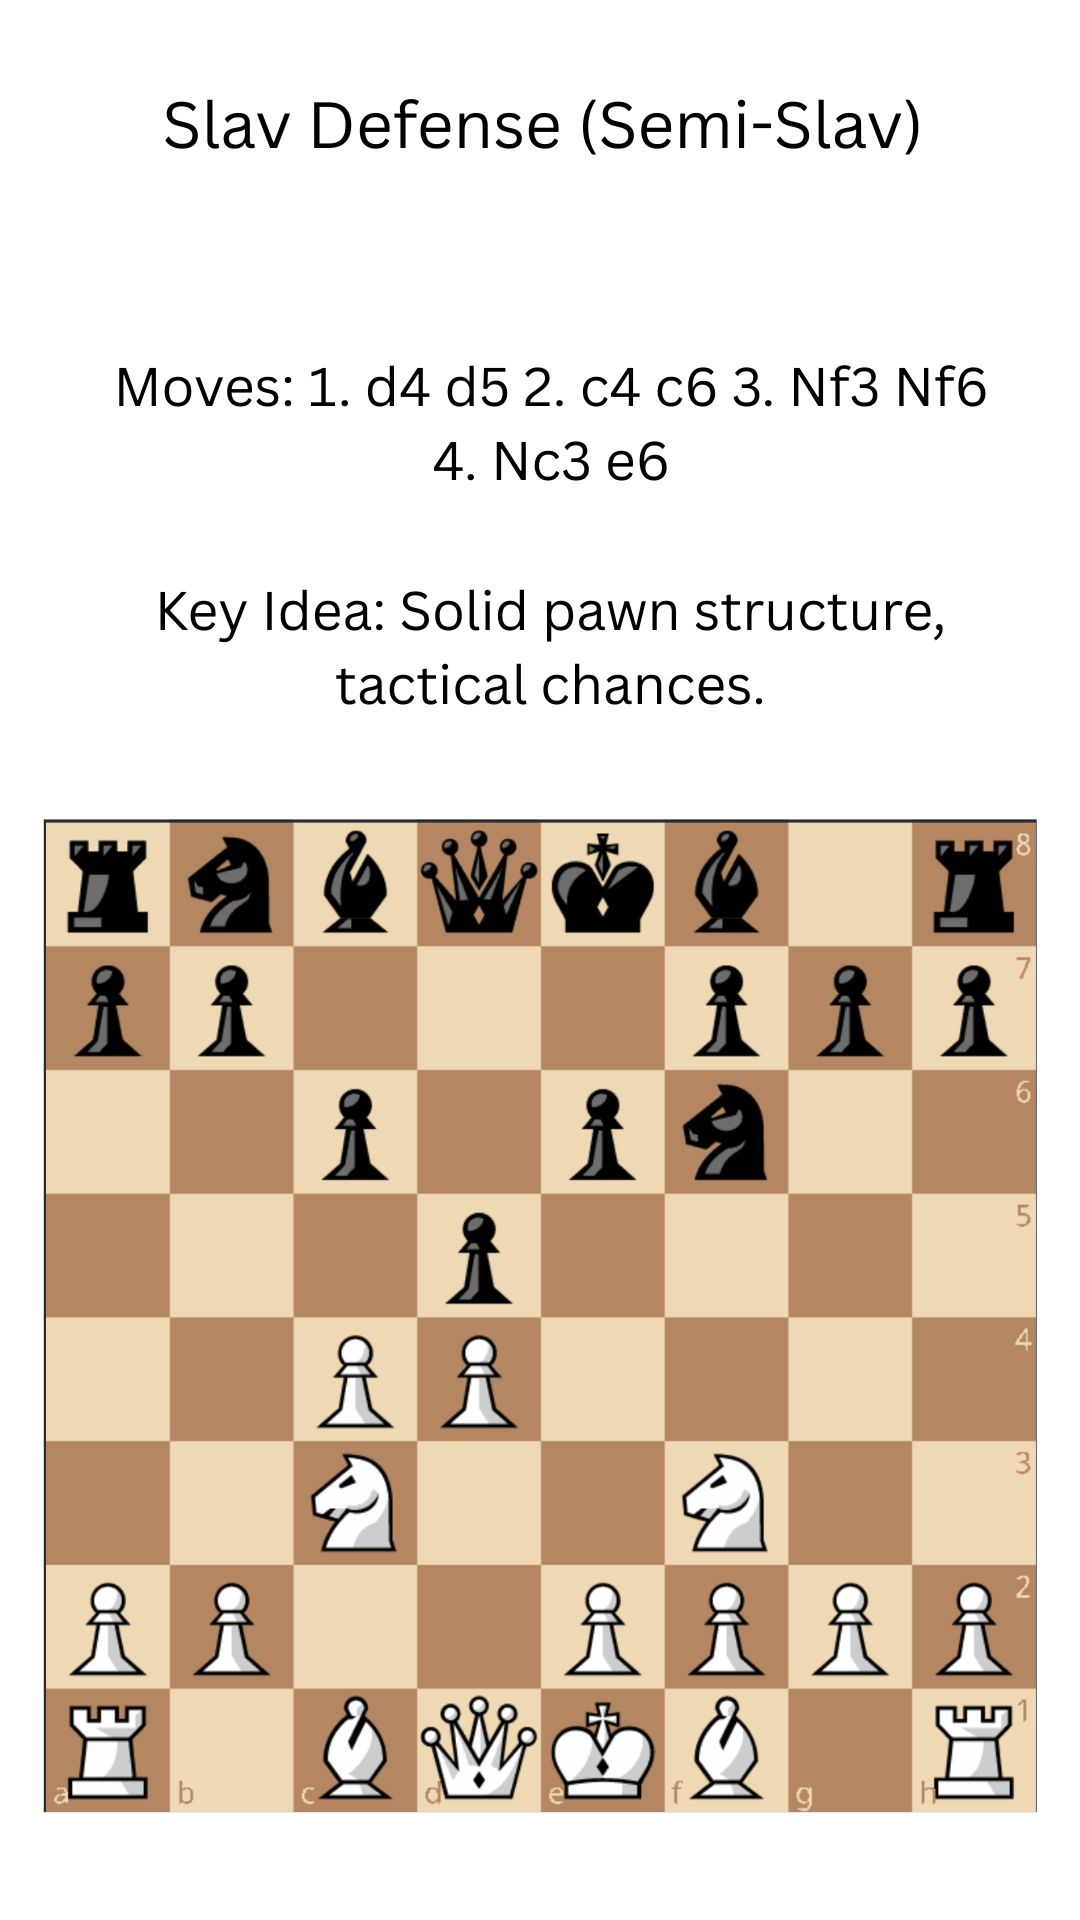 Slav Defense (Semi-Slav)
Moves: 1. d4 d5 2. c4 c6 3. Nf3 Nf6
4. Nc3 e6
Key Idea: Solid pawn structure,
tactical chances.
8
7
6
5
4
3
2
1
a b c d e f g h